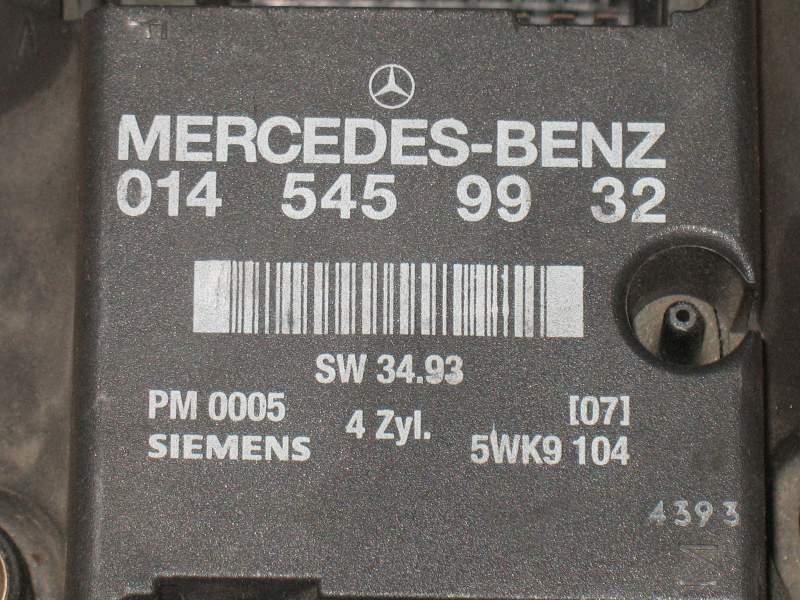 MERCEDES-BENZ
014 545 99 32
SW 34.93
PM 0005
4 Zyl.
[07]
SIEMENS
5WK9 104
4393